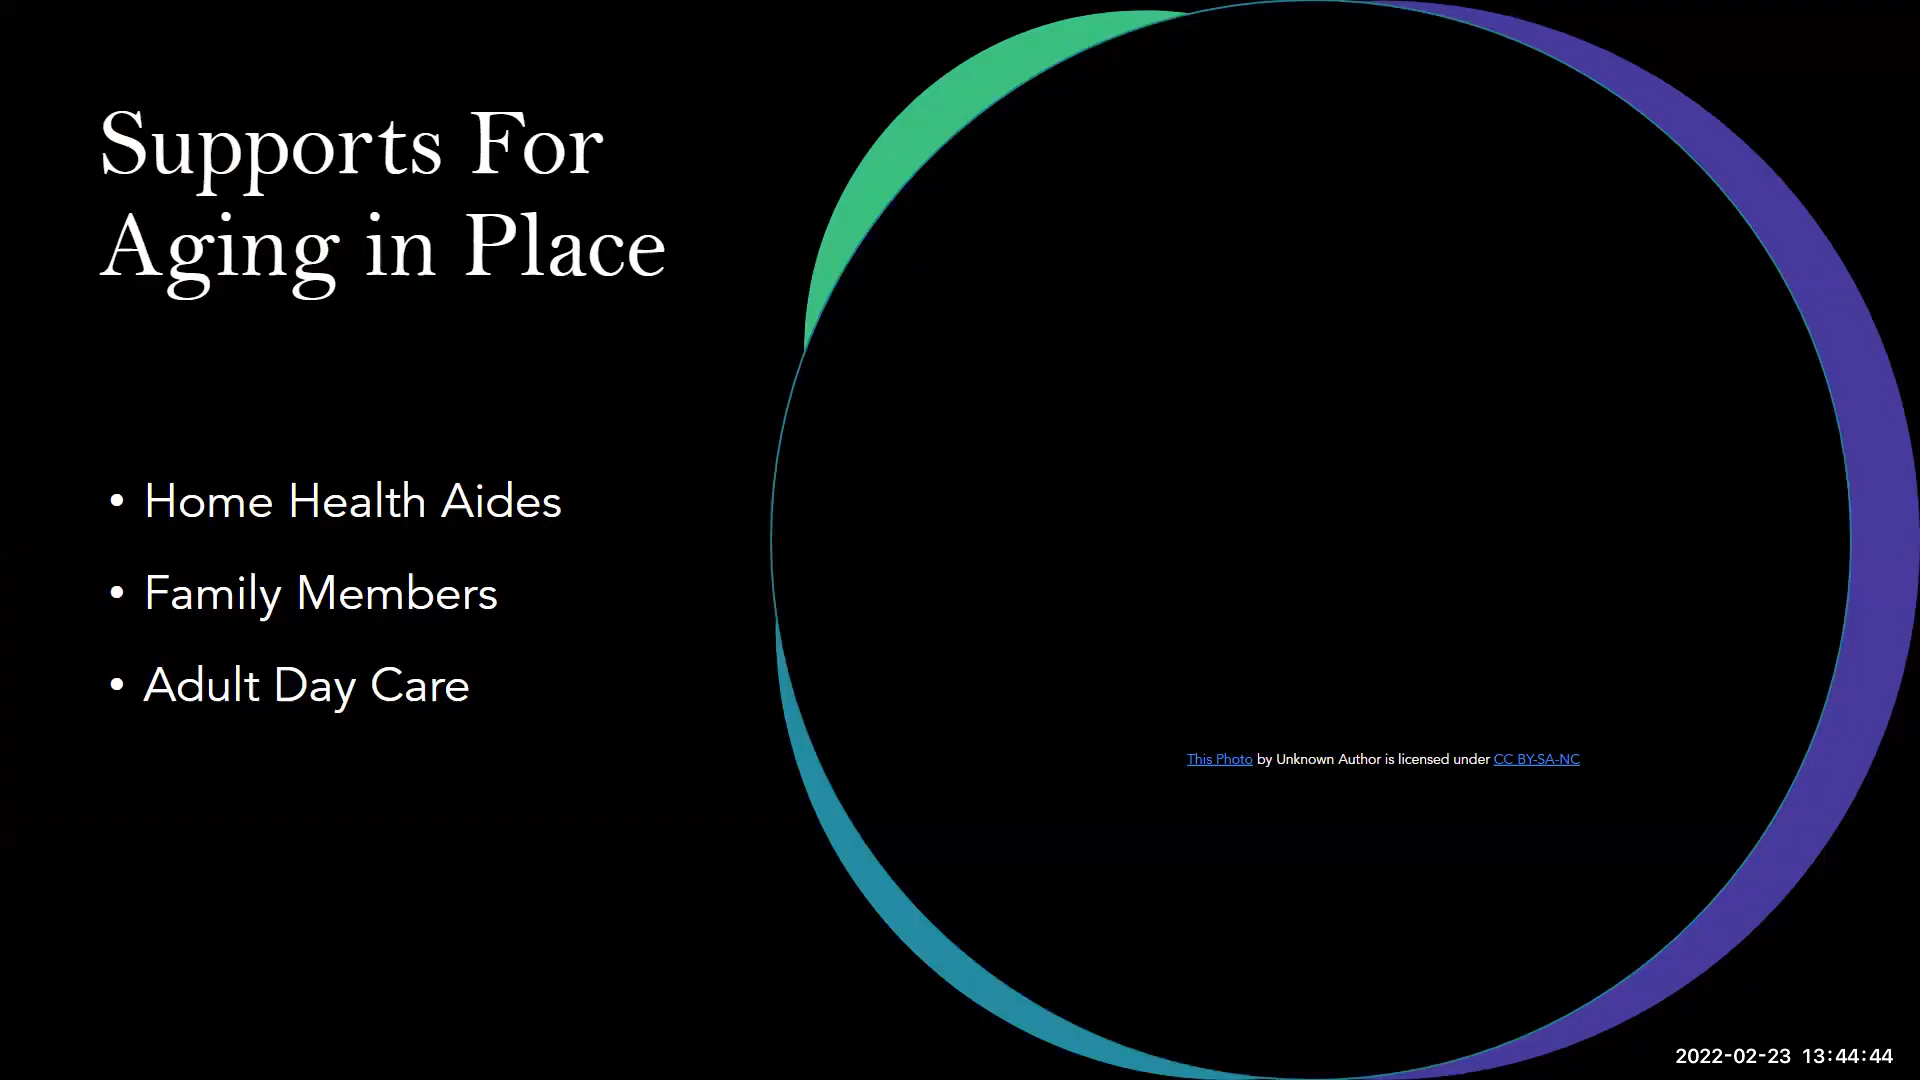 Supports For
Aging in Place
• Home Health Aides
• Family Members
• Adult Day Care
This Photo by Unknown Author is licensed under CC BY-SA-NC
2022-02-23 13:44:44